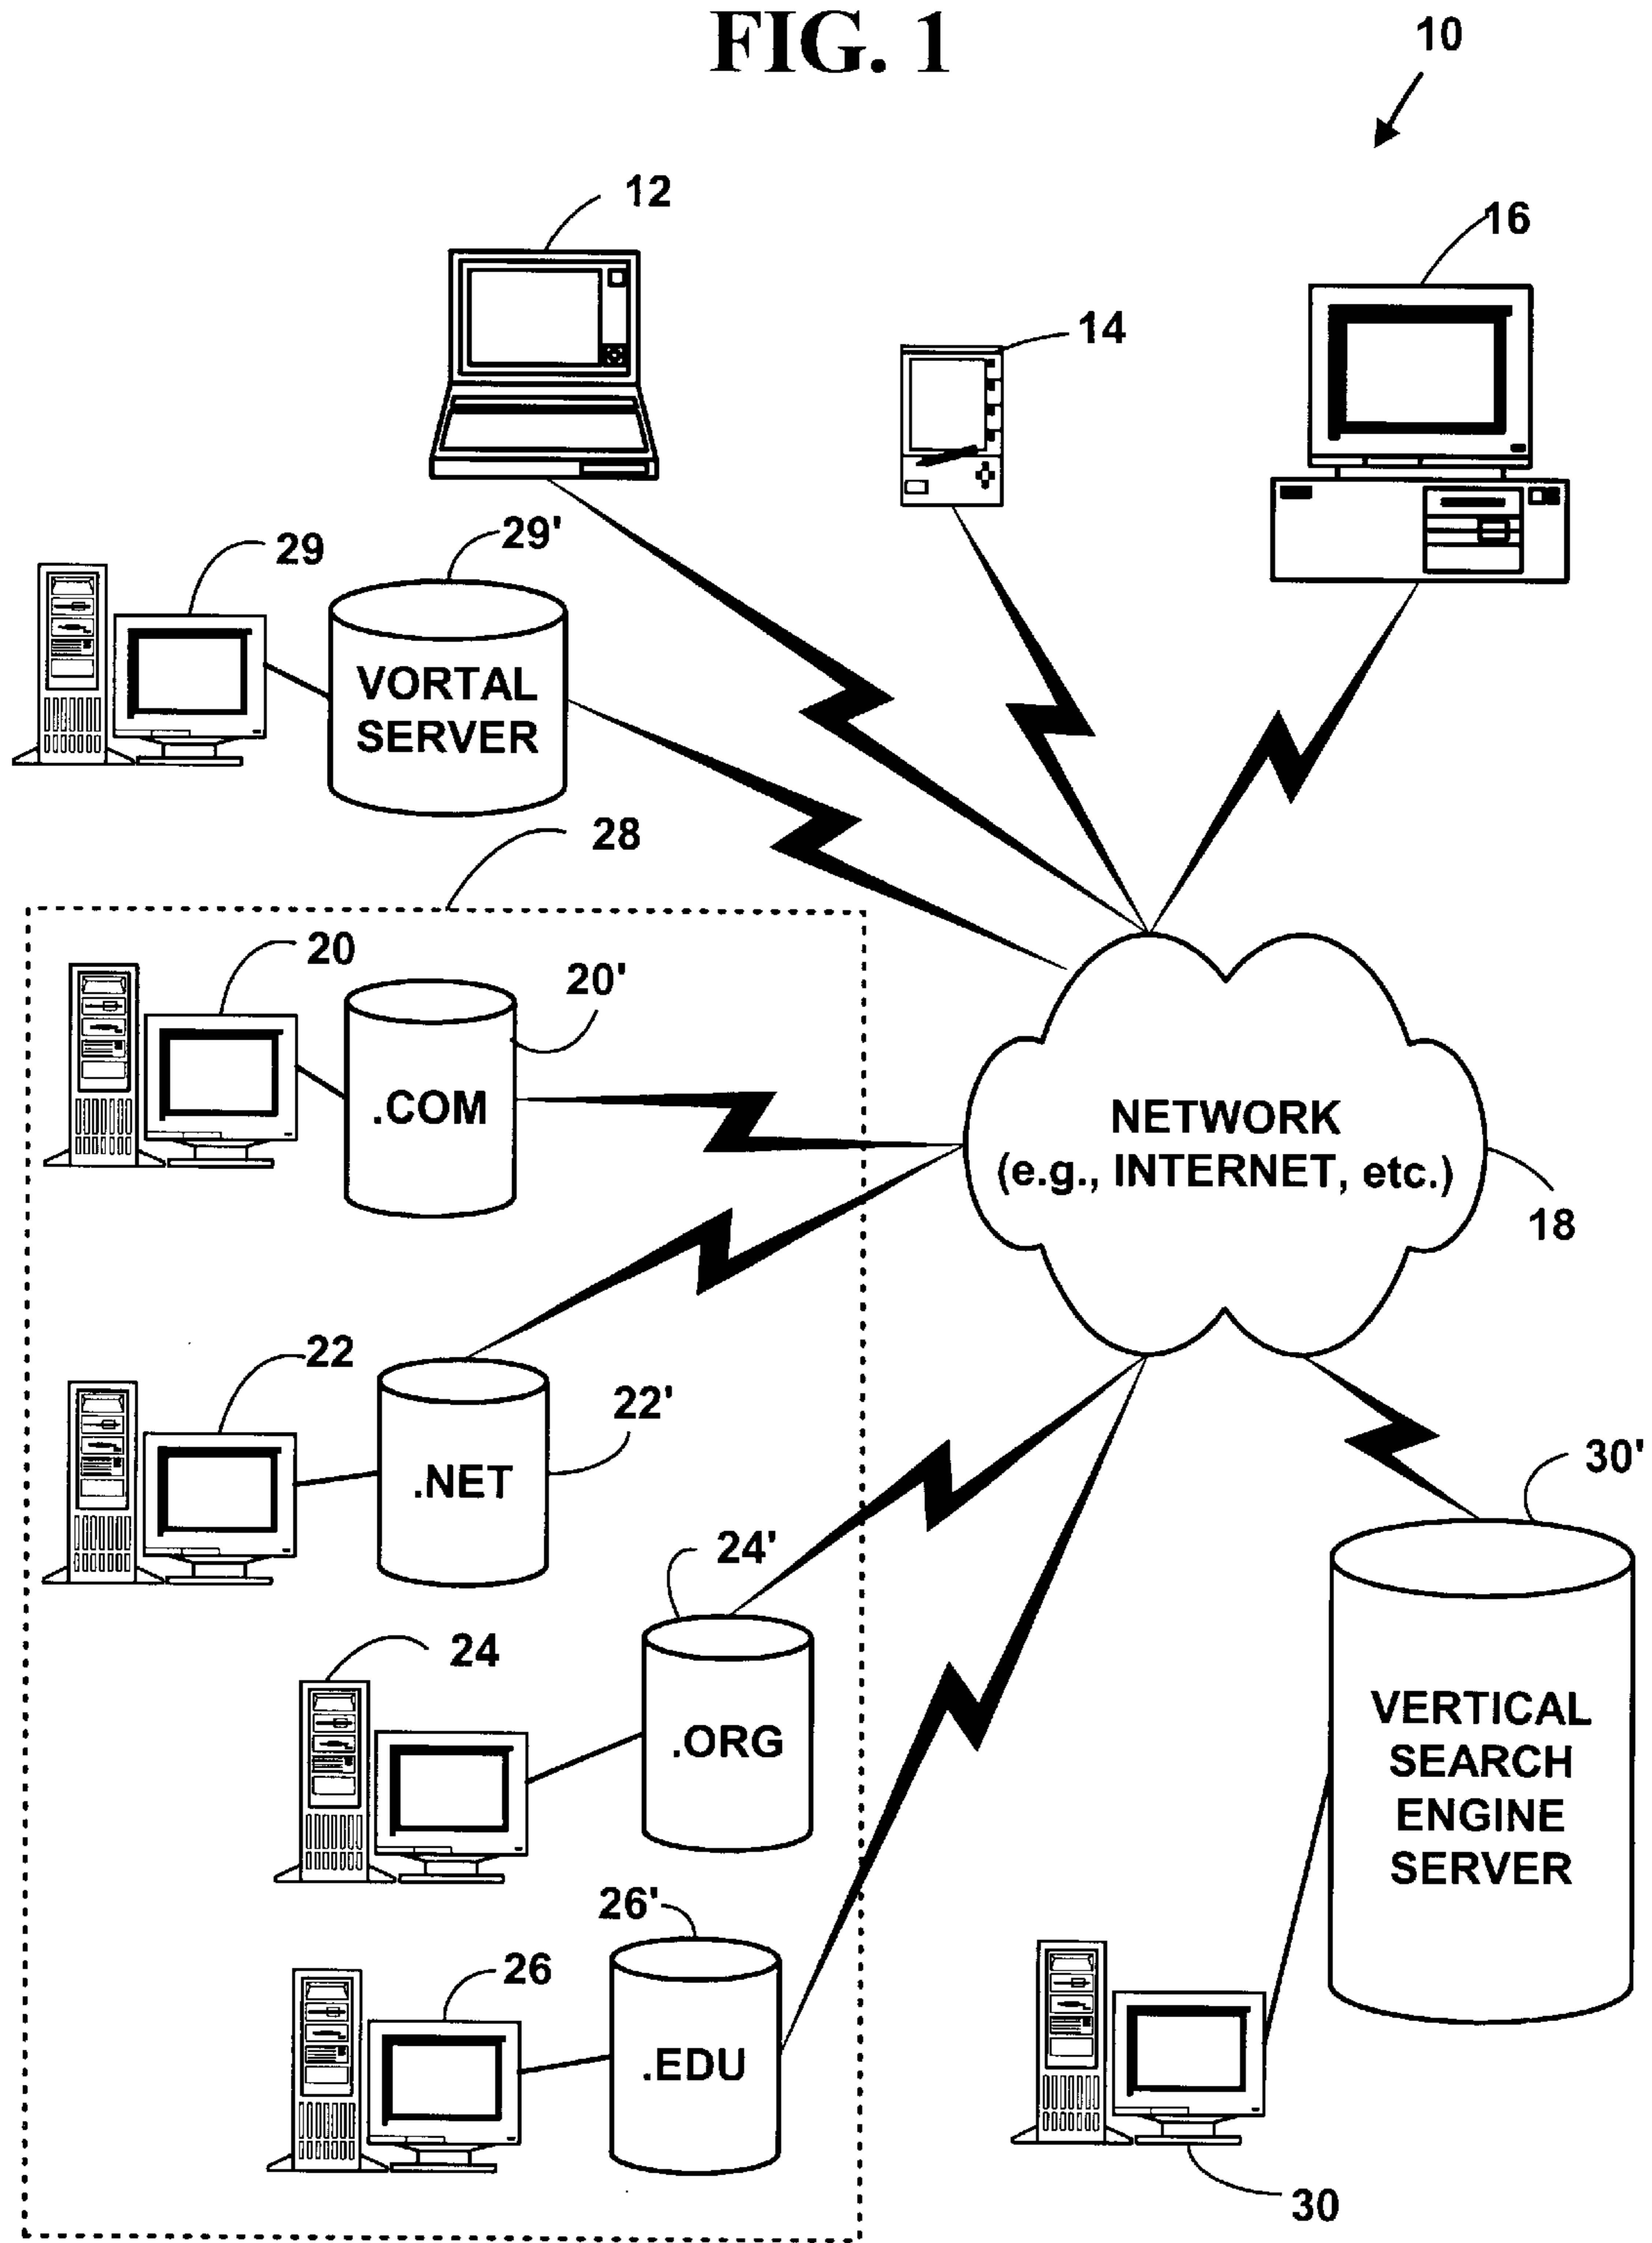 FIG. 1
10
12
16
14
29'
29
VORTAL
SERVER
28
20
20'
.COM
NETWORK
(e.g., INTERNET, etc.)
18
22
22'
.NET
30'
24'
24
.ORG
VERTICAL
SEARCH
ENGINE
SERVER
26'
26
.EDU
30